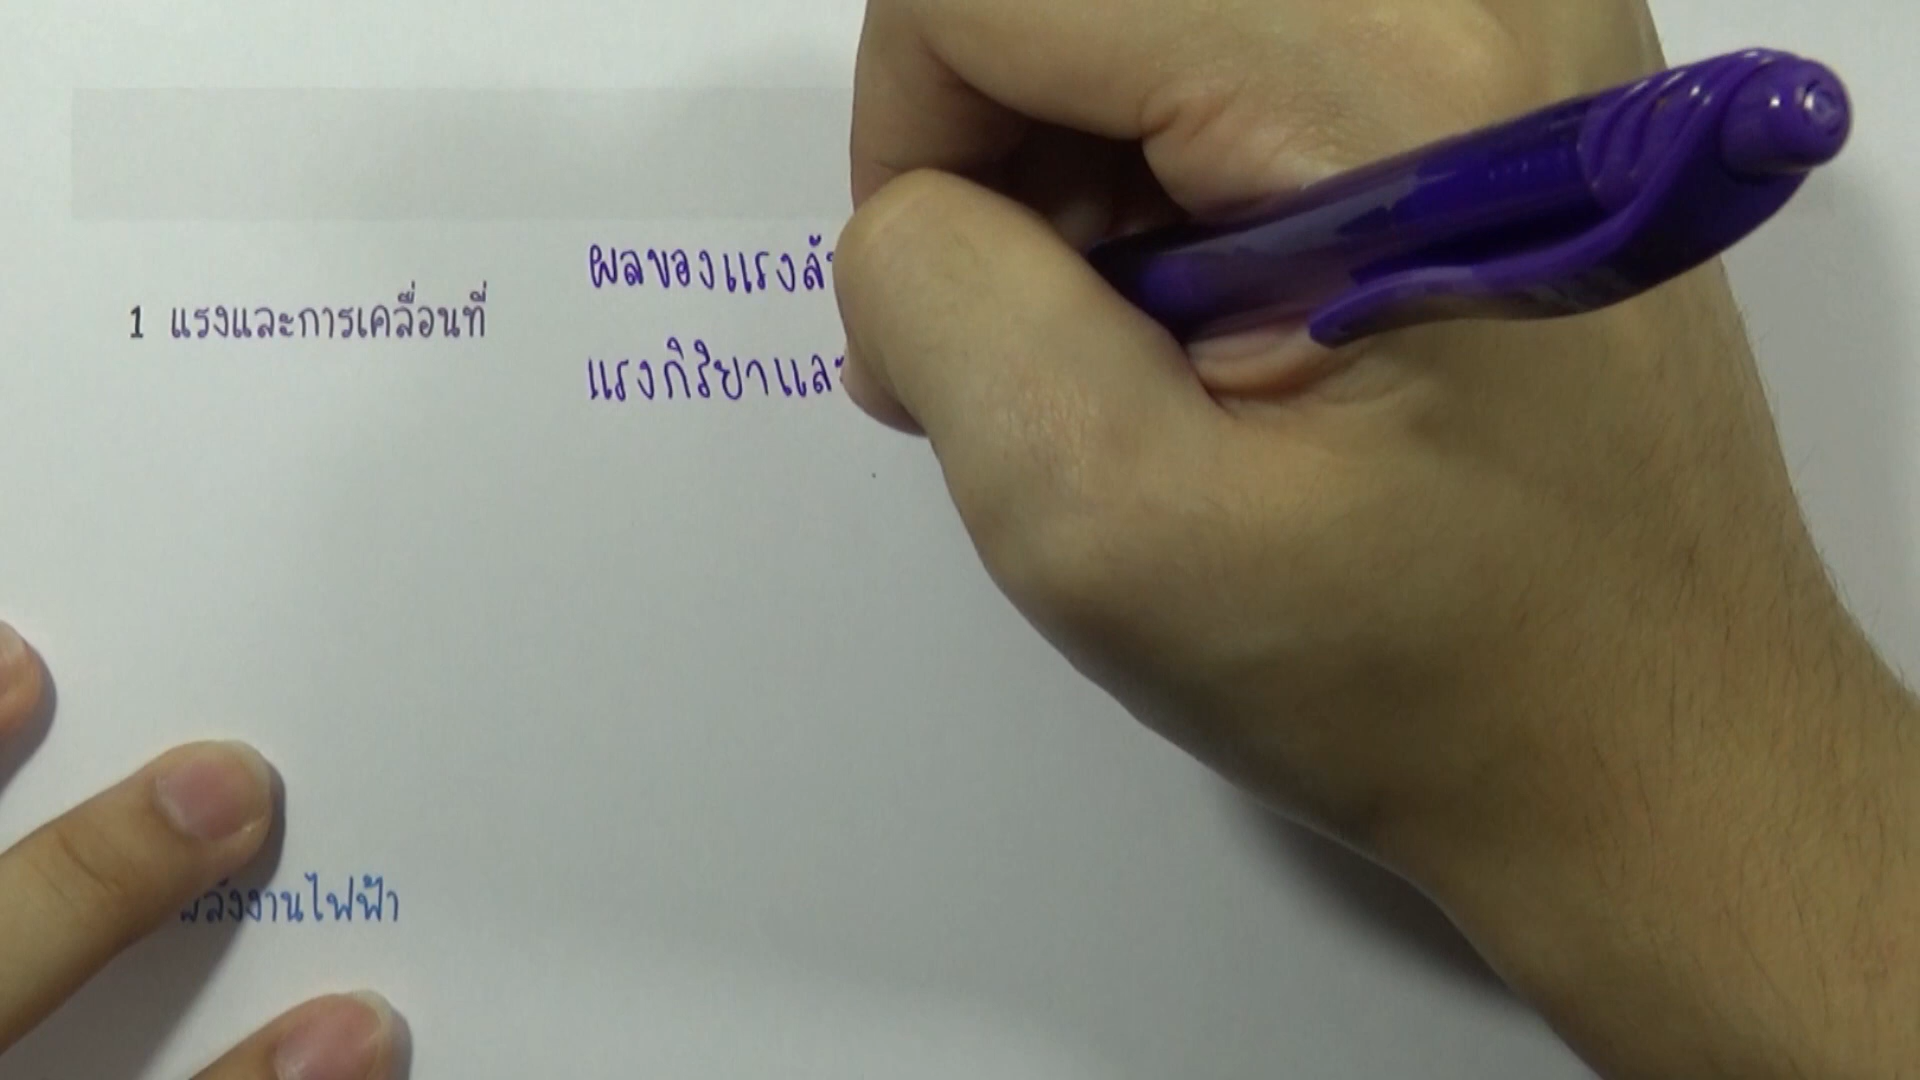 ผลของแรงลั
1 แรงและการเคลื่อนที่
แรงกิริยาและ
พลังงานไฟฟ้า